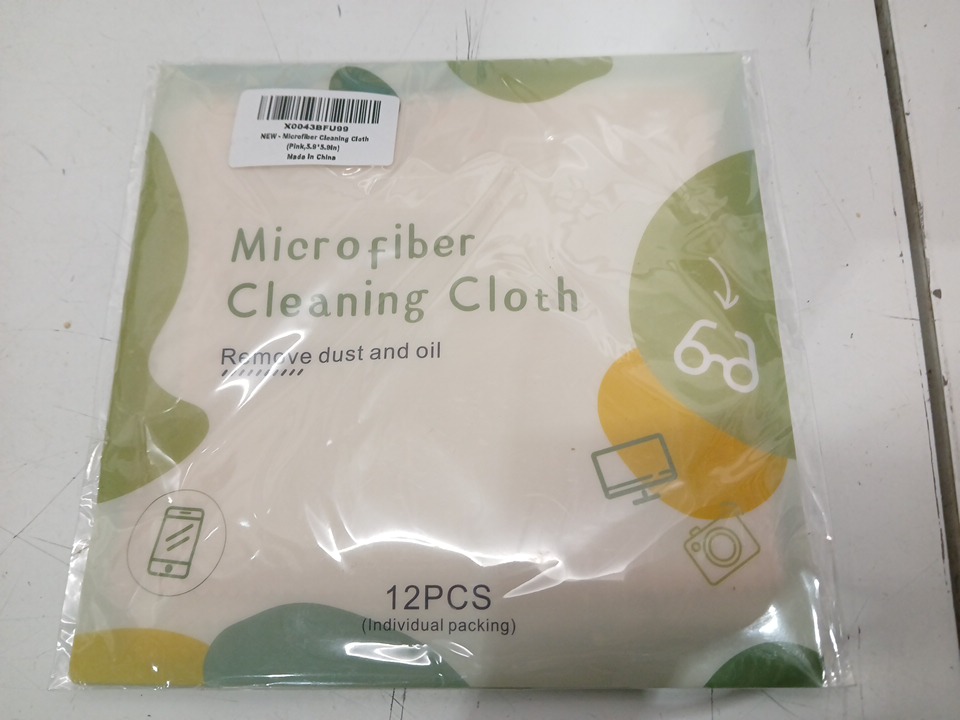 X0043BFU99
NEW - Microfiber Cleaning Cloth
(Pink,5.9*5.9in)
Made In China
Microfiber
Cleaning Cloth
Remove dust and oil
12PCS
(Individual packing)